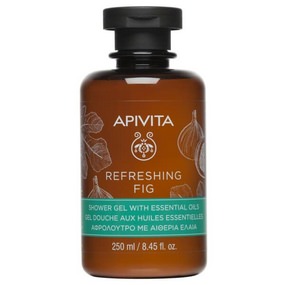 APIVITA
REFRESHING
FIG
SHOWER GEL WITH ESSENTIAL OILS
GEL DOUCHE AUX HUILES ESSENTIELLES
ΑΦΡΟΛΟΥΤΡΟ ΜΕ ΑΙΘΕΡΙΑ ΕΛΑΙΑ
250 ml / 8.45 fl. oz.